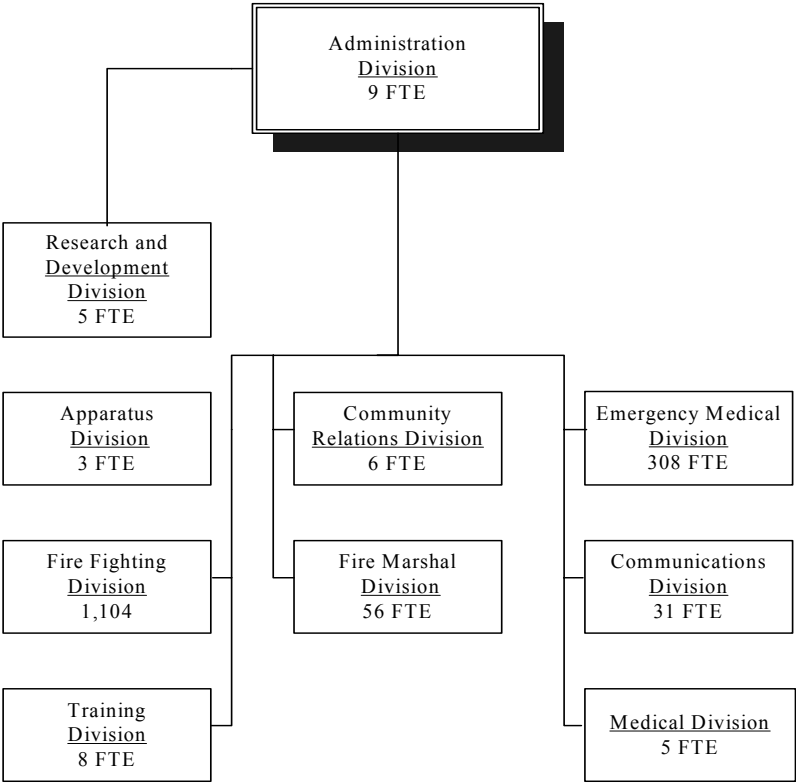 Administration
Division
9 FTE
Research and
Development
Division
5 FTE
Apparatus
Division
3 FTE
Community
Relations Division
6 FTE
Emergency Medical
Division
308 FTE
Fire Fighting
Division
1,104
Fire Marshal
Division
56 FTE
Communications
Division
31 FTE
Training
Division
8 FTE
Medical Division
5 FTE